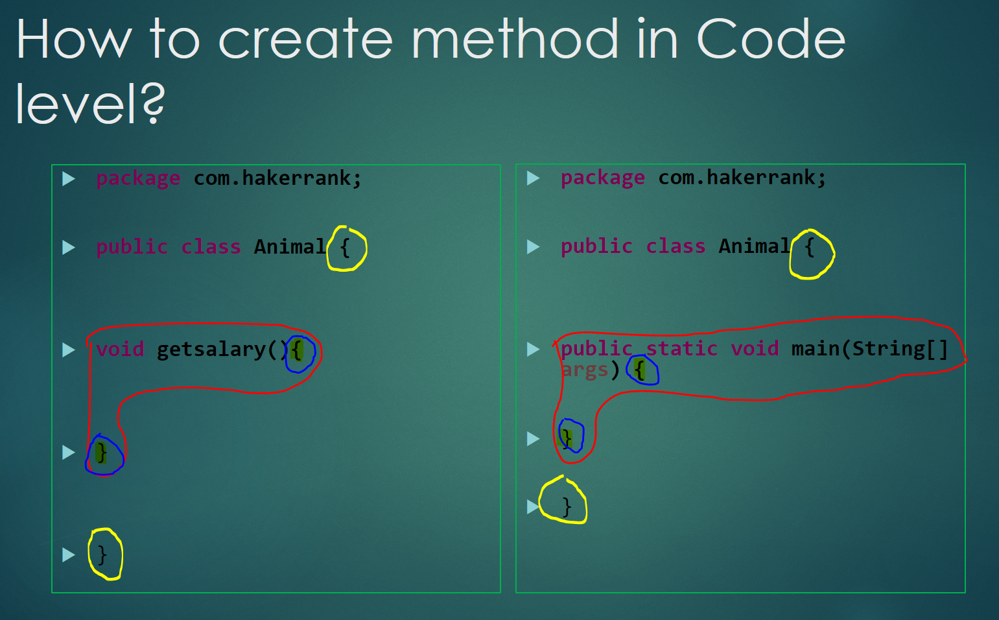 How to create method in Code
level?
package com.hakerrank;
public class Animal {
void getsalary(){
}
}
package com.hakerrank;
public class Animal {
public static void main(String[]
args) {
}
}